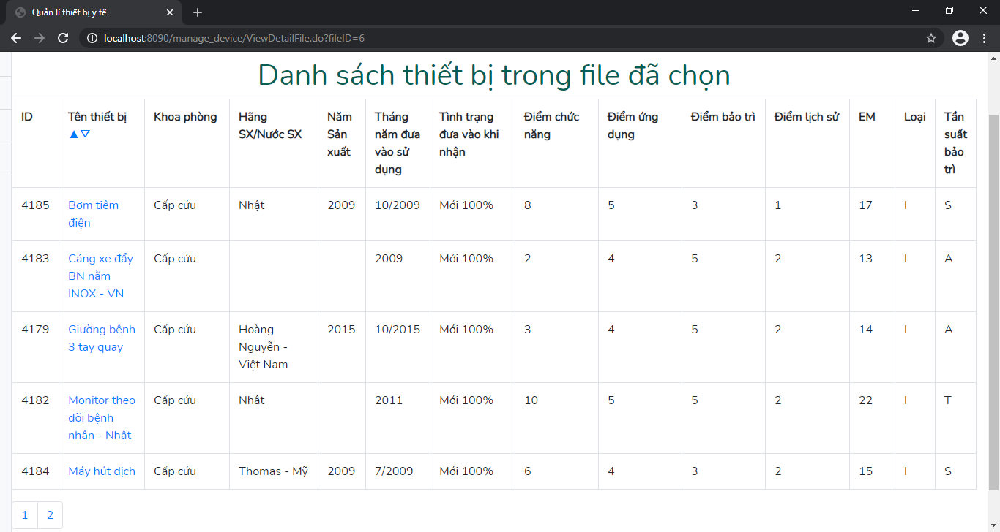 Quản lí thiết bị y tế
localhost:8090/manage_device/ViewDetailFile.do?fileID=6
Danh sách thiết bị trong file đã chọn
ID Tên thiết bị ▲▽ Khoa phòng Hãng SX/Nước SX Năm Sản xuất Tháng năm đưa vào sử dụng Tình trạng đưa vào khi nhận Điểm chức năng Điểm ứng dụng Điểm bảo trì Điểm lịch sử EM Loại Tần suất bảo trì
4185 Bơm tiêm điện Cấp cứu Nhật 2009 10/2009 Mới 100% 8 5 3 1 17 I S
4183 Cáng xe đẩy BN nằm INOX - VN Cấp cứu 2009 Mới 100% 2 4 5 2 13 I A
4179 Giường bệnh 3 tay quay Cấp cứu Hoàng Nguyễn - Việt Nam 2015 10/2015 Mới 100% 3 4 5 2 14 I A
4182 Monitor theo dõi bệnh nhân - Nhật Cấp cứu Nhật 2011 Mới 100% 10 5 5 2 22 I T
4184 Máy hút dịch Cấp cứu Thomas - Mỹ 2009 7/2009 Mới 100% 6 4 3 2 15 I S
1 2